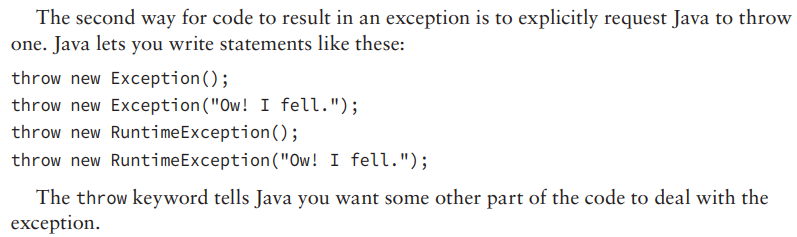 The second way for code to result in an exception is to explicitly request Java to throw
one. Java lets you write statements like these:
throw new Exception();
throw new Exception("Ow! I fell.");
throw new RuntimeException();
throw new RuntimeException("Ow! I fell.");
The throw keyword tells Java you want some other part of the code to deal with the
exception.